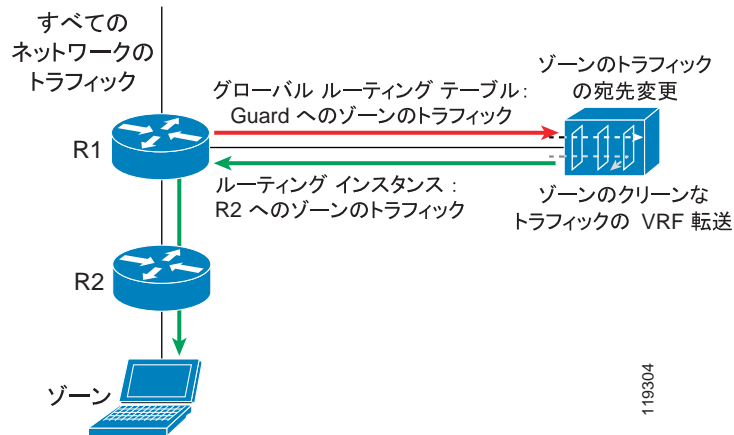 すべての
ネットワークの
トラフィック
グローバル ルーティング テーブル：
Guard へのゾーンのトラフィック
ゾーンのトラフィック
の宛先変更
R1
ルーティング インスタンス：
R2 へのゾーンのトラフィック
ゾーンのクリーンな
トラフィックの VRF 転送
R2
ゾーン
119304